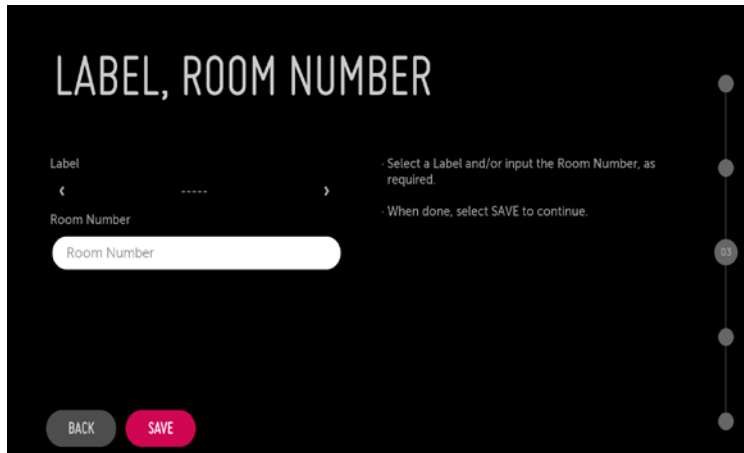 LABEL, ROOM NUMBER
Label
‹ ----- ›
Room Number
Room Number
· Select a Label and/or input the Room Number, as
required.
· When done, select SAVE to continue.
03
BACK
SAVE